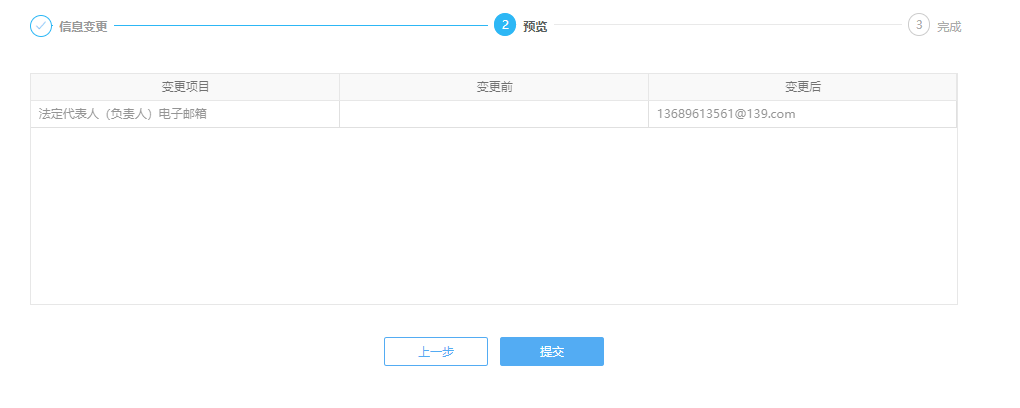 信息变更
2 预览
3 完成
变更项目 变更前 变更后
法定代表人（负责人）电子邮箱 13689613561@139.com
上一步 提交